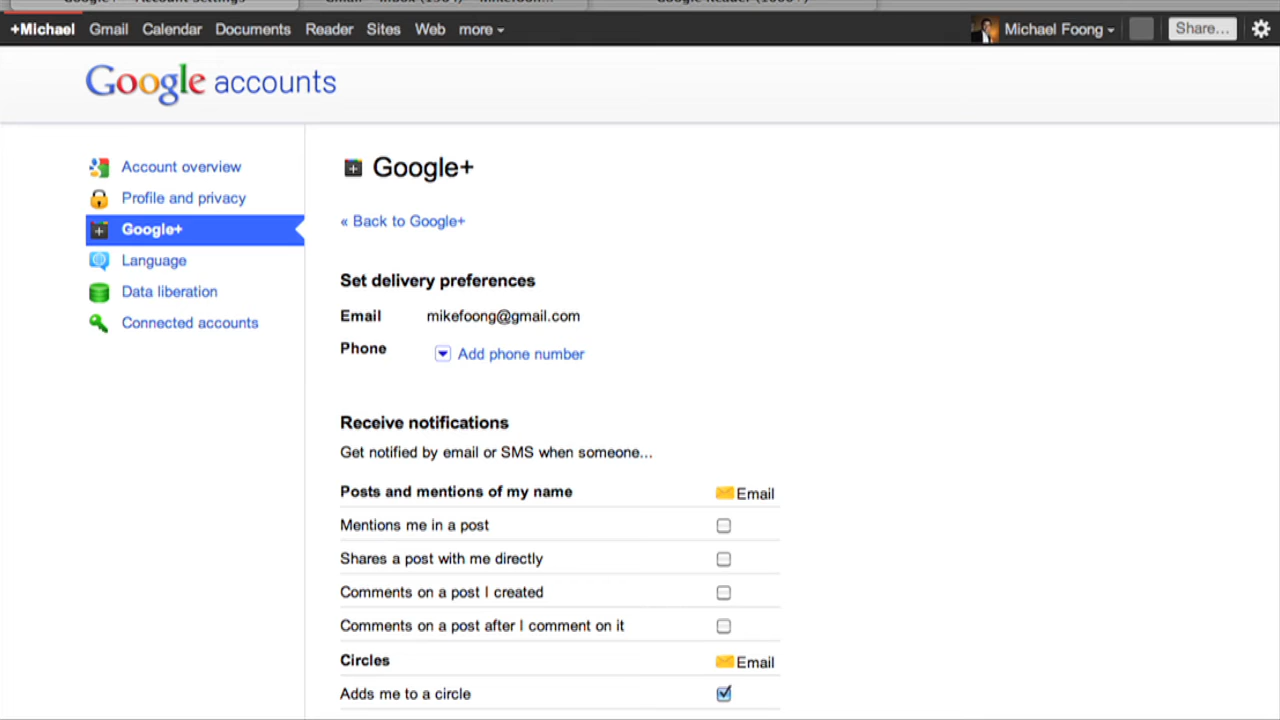 +Michael Gmail Calendar Documents Reader Sites Web more
Michael Foong Share...
Google accounts
Account overview
Profile and privacy
Google+
Language
Data liberation
Connected accounts
Google+
« Back to Google+
Set delivery preferences
Email mikefoong@gmail.com
Phone Add phone number
Receive notifications
Get notified by email or SMS when someone...
Posts and mentions of my name Email
Mentions me in a post
Shares a post with me directly
Comments on a post I created
Comments on a post after I comment on it
Circles Email
Adds me to a circle